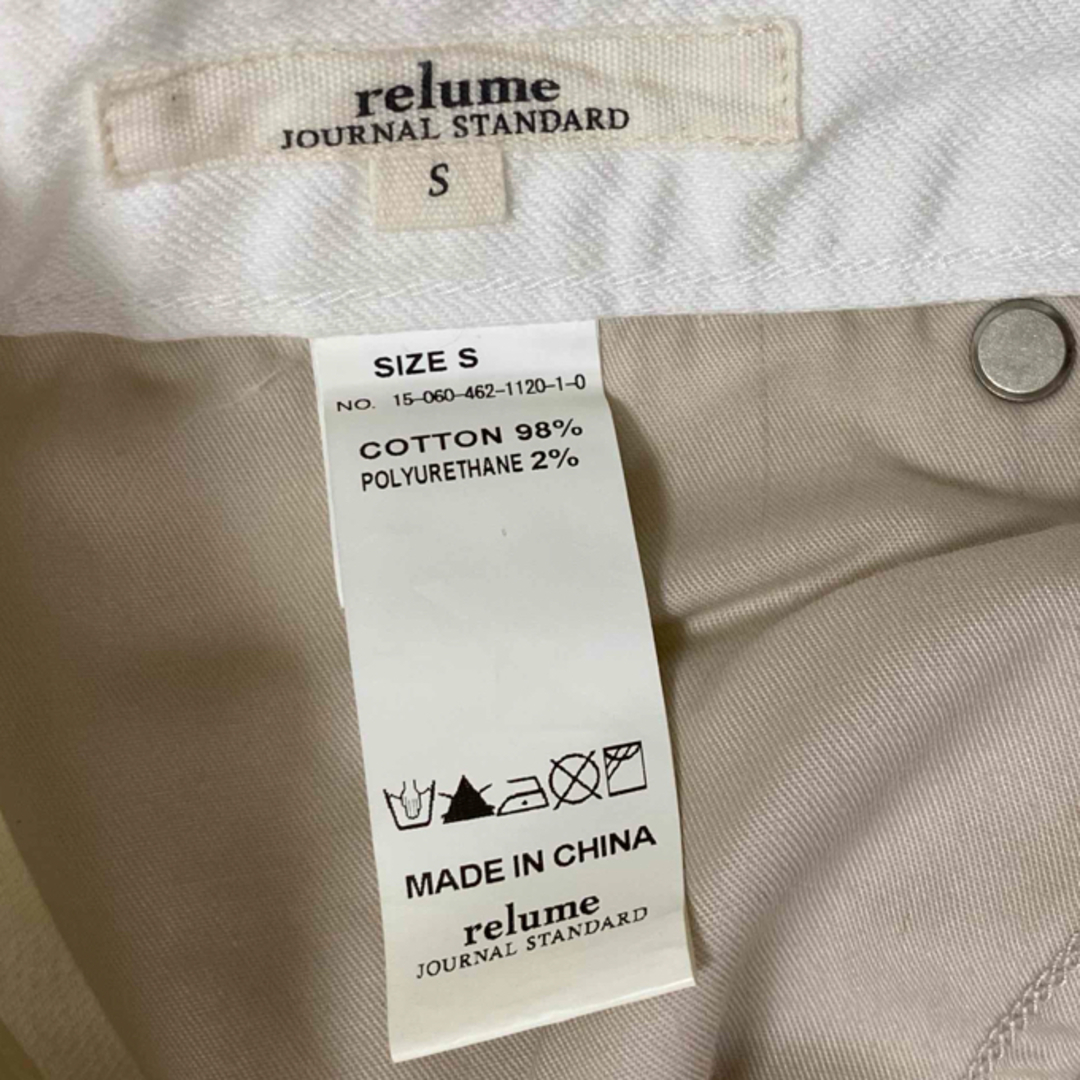 relume
JOURNAL STANDARD
S
SIZE S
NO. 15-060-462-1120-1-0
COTTON 98%
POLYURETHANE 2%
MADE IN CHINA
relume
JOURNAL STANDARD